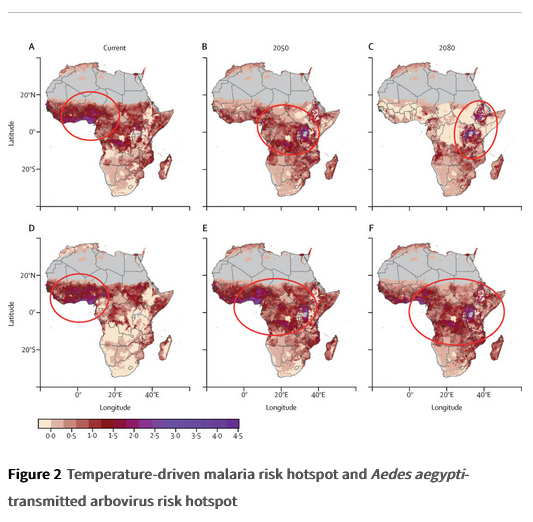 A Current B 2050 C 2080
20°N
0°
20°S
Latitude
D E F
20°N
0°
20°S
Latitude
0° 20°E 40°E 0° 20°E 40°E 0° 20°E 40°E
Longitude Longitude Longitude
0·0 0·5 1·0 1·5 2·0 2·5 3·0 3·5 4·0 4·5
Figure 2 Temperature-driven malaria risk hotspot and Aedes aegypti-
transmitted arbovirus risk hotspot